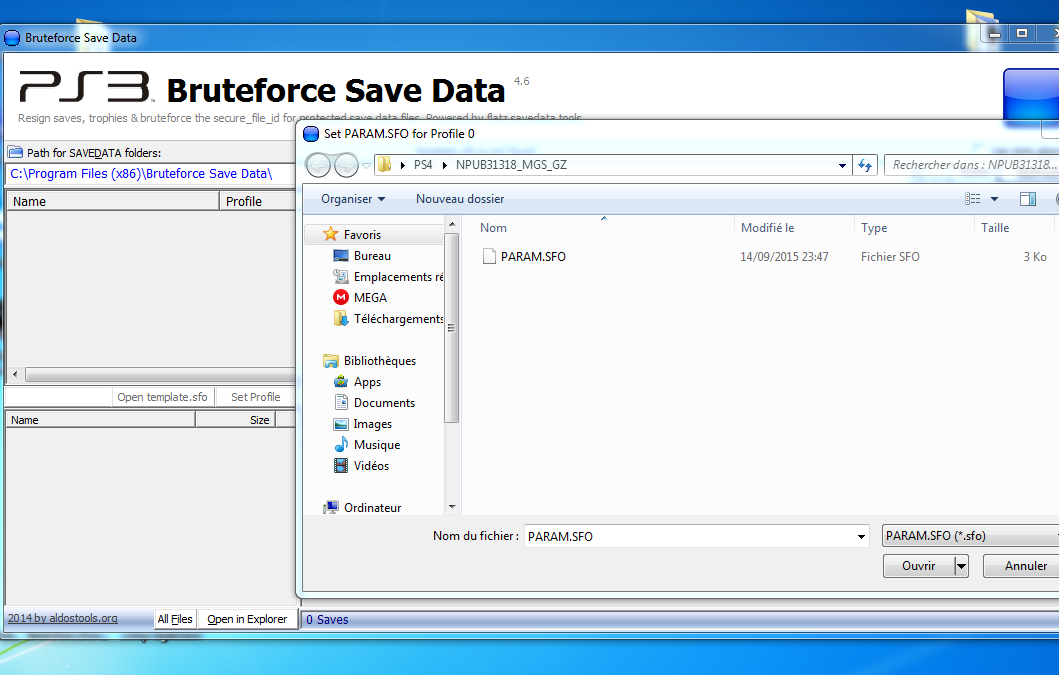 Bruteforce Save Data
PS3 Bruteforce Save Data 4.6
Resign saves, trophies & bruteforce the secure_file_id for protected save data files. Powered by flatz savedata tools
Path for SAVEDATA folders:
C:\Program Files (x86)\Bruteforce Save Data\
Name Profile
Open template.sfo Set Profile
Name Size
2014 by aldostools.org All Files Open in Explorer 0 Saves
Set PARAM.SFO for Profile 0
PS4 NPUB31318_MGS_GZ Rechercher dans : NPUB31318...
Organiser Nouveau dossier
Nom Modifié le Type Taille
PARAM.SFO 14/09/2015 23:47 Fichier SFO 3 Ko
Favoris
Bureau
Emplacements ré
MEGA
Téléchargements
Bibliothèques
Apps
Documents
Images
Musique
Vidéos
Ordinateur
Nom du fichier : PARAM.SFO PARAM.SFO (*.sfo)
Ouvrir Annuler